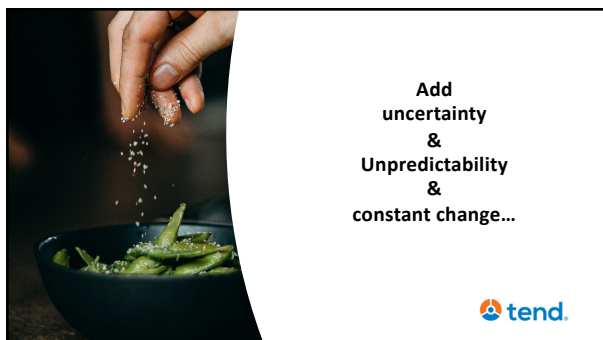 Add
uncertainty
&
Unpredictability
&
constant change…
tend.